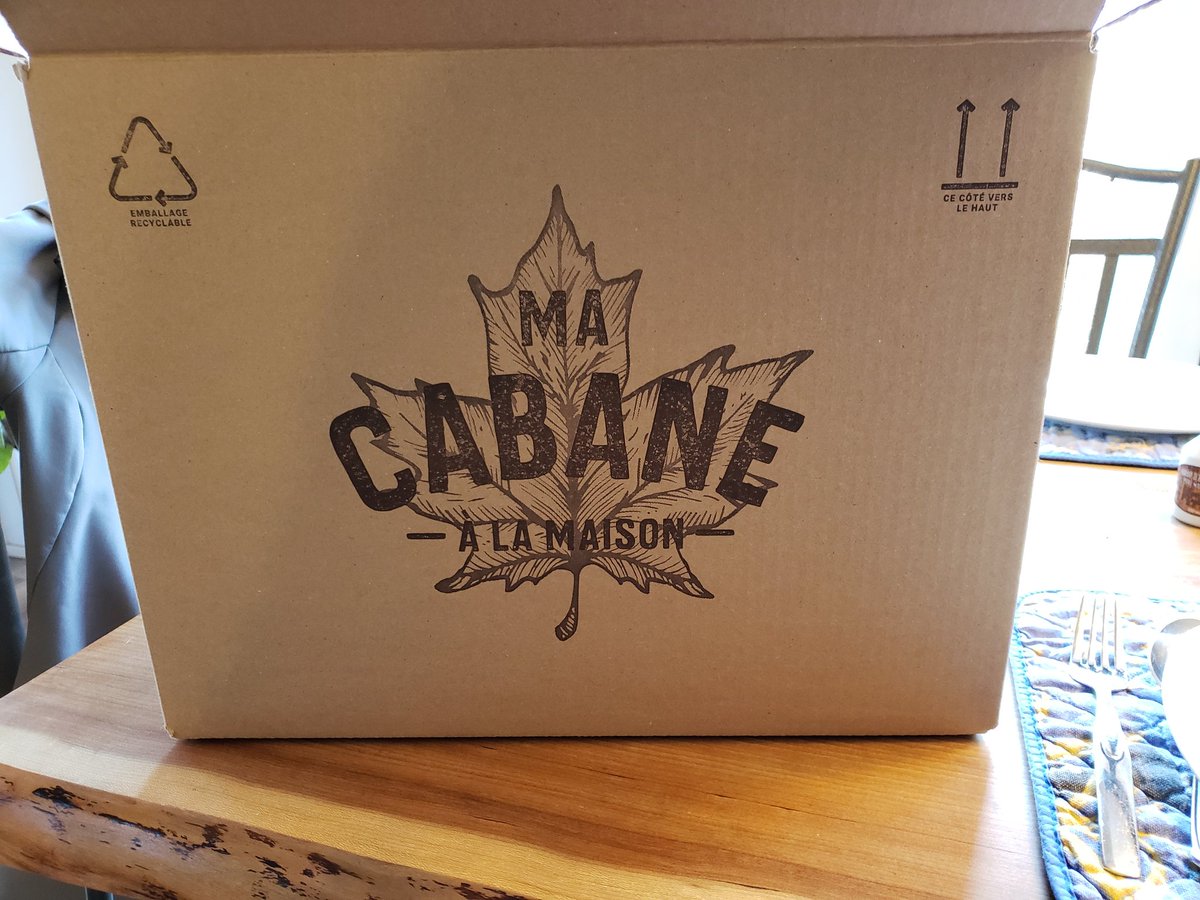 EMBALLAGE
RECYCLABLE
CE CÔTÉ VERS
LE HAUT
MA
CABANE
À LA MAISON